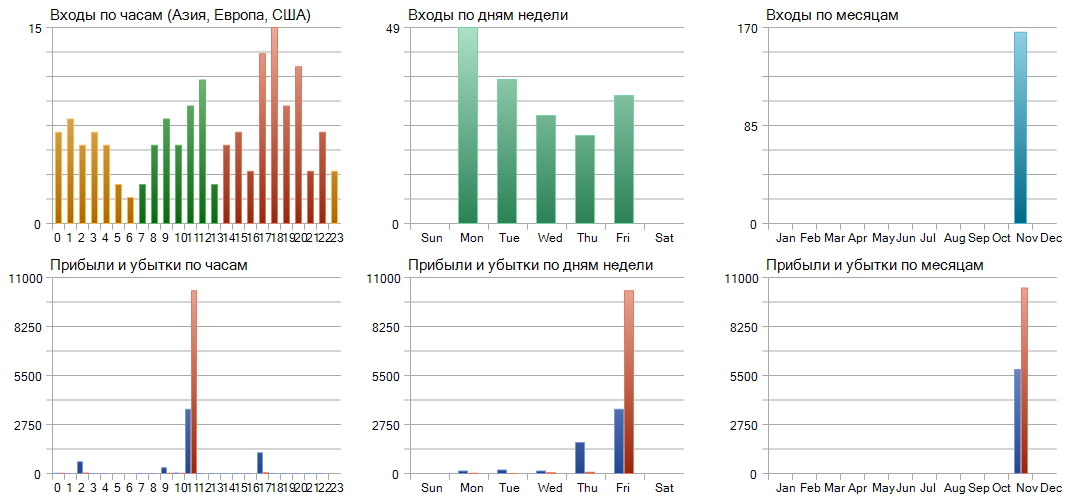 Входы по часам (Азия, Европа, США)
15
0
0 1 2 3 4 5 6 7 8 9 10 11 12 13 14 15 16 17 18 19 20 21 22 23
Входы по дням недели
49
0
Sun Mon Tue Wed Thu Fri Sat
Входы по месяцам
170
85
0
Jan Feb Mar Apr May Jun Jul Aug Sep Oct Nov Dec
Прибыли и убытки по часам
11000
8250
5500
2750
0
0 1 2 3 4 5 6 7 8 9 10 11 12 13 14 15 16 17 18 19 20 21 22 23
Прибыли и убытки по дням недели
11000
8250
5500
2750
0
Sun Mon Tue Wed Thu Fri Sat
Прибыли и убытки по месяцам
11000
8250
5500
2750
0
Jan Feb Mar Apr May Jun Jul Aug Sep Oct Nov Dec